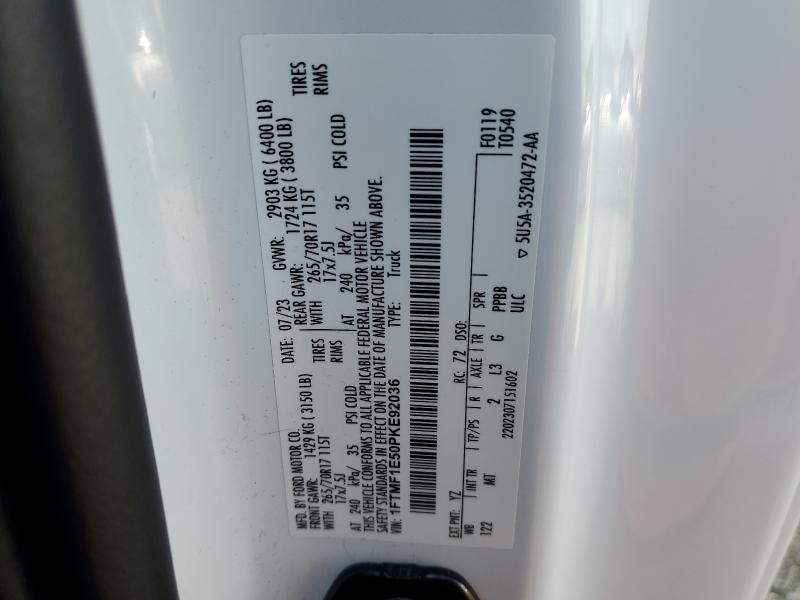 MFD. BY FORD MOTOR CO.
DATE: 07/23 GVWR: 2903 KG ( 6400 LB)
FRONT GAWR: 1429 KG ( 3150 LB) REAR GAWR: 1724 KG ( 3800 LB)
WITH 265/70R17 115T TIRES WITH 265/70R17 115T TIRES
17x7.5J RIMS 17x7.5J RIMS
AT 240 kPa/ 35 PSI COLD AT 240 kPa/ 35 PSI COLD
THIS VEHICLE CONFORMS TO ALL APPLICABLE FEDERAL MOTOR VEHICLE
SAFETY STANDARDS IN EFFECT ON THE DATE OF MANUFACTURE SHOWN ABOVE.
VIN: 1FTMF1E50PKE92036 TYPE: Truck
F0119
T0540
EXT PNT: YZ RC: 72 DSO:
WB INT TR TP/PS R AXLE TR SPR
122 MT 2 L3 G PPBB
2202307151602 ULC
▽ 5U5A-3520472-AA